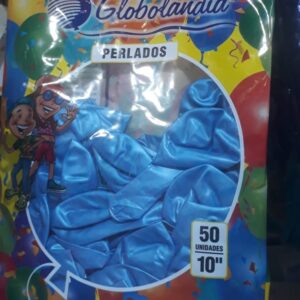 Globolandia
PERLADOS
50
UNIDADES
10"